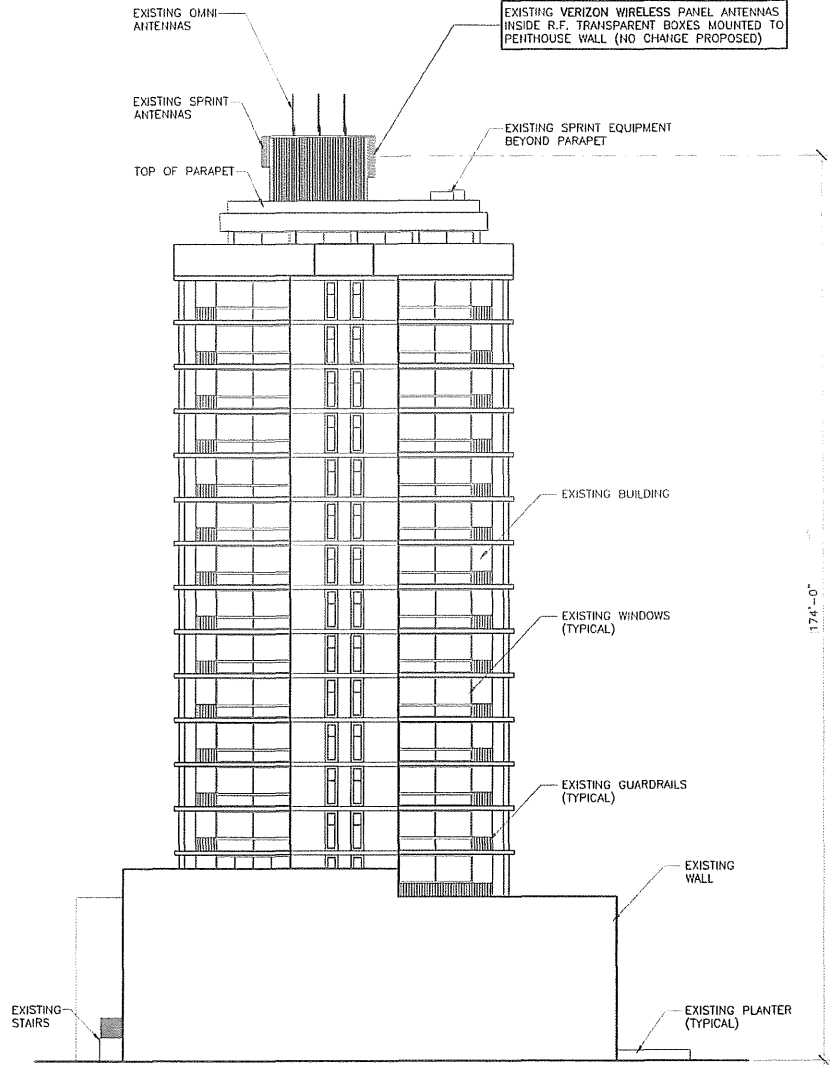 EXISTING OMNI
ANTENNAS
EXISTING VERIZON WIRELESS PANEL ANTENNAS
INSIDE R.F. TRANSPARENT BOXES MOUNTED TO
PENTHOUSE WALL (NO CHANGE PROPOSED)
EXISTING SPRINT
ANTENNAS
EXISTING SPRINT EQUIPMENT
BEYOND PARAPET
TOP OF PARAPET
EXISTING BUILDING
EXISTING WINDOWS
(TYPICAL)
174'-0"
EXISTING GUARDRAILS
(TYPICAL)
EXISTING
WALL
EXISTING
STAIRS
EXISTING PLANTER
(TYPICAL)